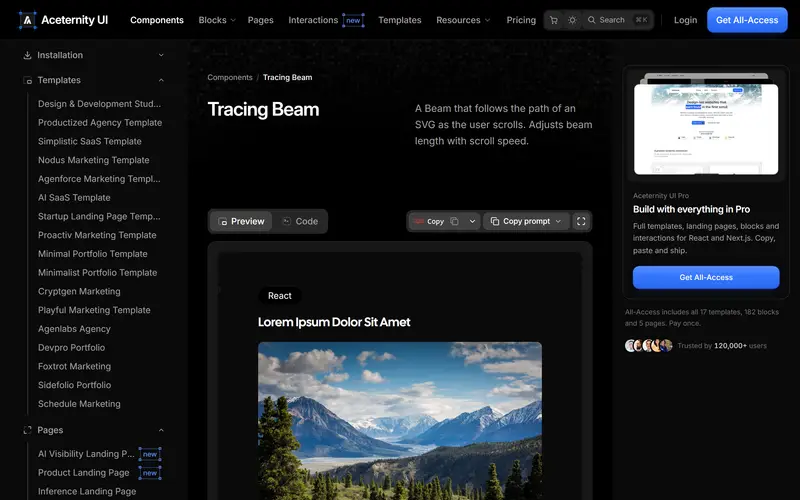 Aceternity UI
Components
Blocks
Pages
Interactions
new
Templates
Resources
Pricing
Search
⌘K
Login
Get All-Access
Installation
Templates
Design & Development Stud...
Productized Agency Template
Simplistic SaaS Template
Nodus Marketing Template
Agenforce Marketing Templ...
AI SaaS Template
Startup Landing Page Temp...
Proactiv Marketing Template
Minimal Portfolio Template
Minimalist Portfolio Template
Cryptgen Marketing
Playful Marketing Template
Agenlabs Agency
Devpro Portfolio
Foxtrot Marketing
Sidefolio Portfolio
Schedule Marketing
Pages
AI Visibility Landing P... new
Product Landing Page new
Inference Landing Page
Components / Tracing Beam
Tracing Beam
A Beam that follows the path of an
SVG as the user scrolls. Adjusts beam
length with scroll speed.
Preview
Code
Copy
Copy prompt
React
Lorem Ipsum Dolor Sit Amet
Aceternity UI Pro
Build with everything in Pro
Full templates, landing pages, blocks and
interactions for React and Next.js. Copy,
paste and ship.
Get All-Access
All-Access includes all 17 templates, 182 blocks
and 5 pages. Pay once.
Trusted by 120,000+ users